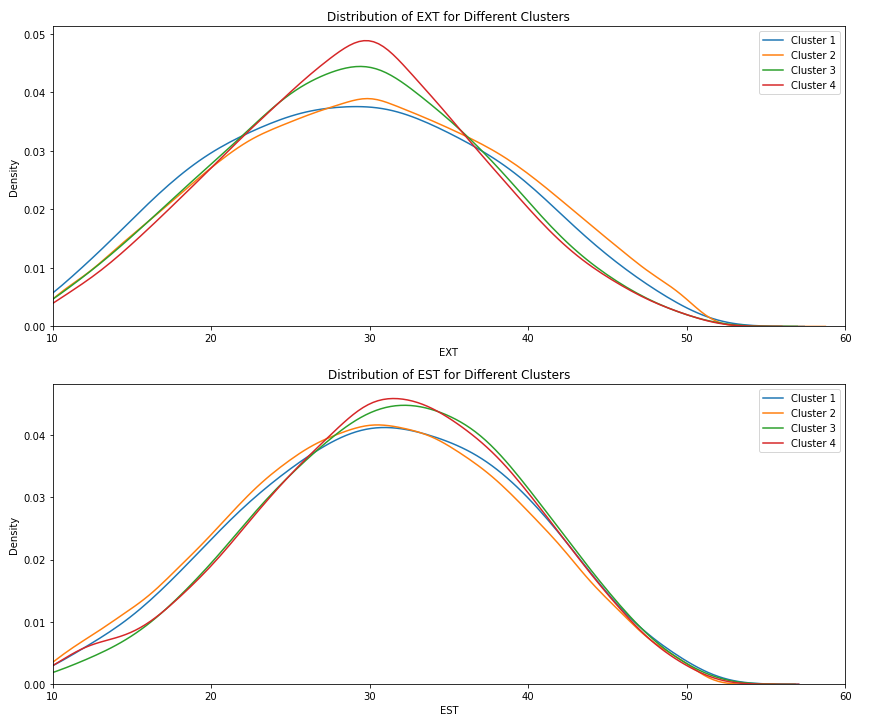 Distribution of EXT for Different Clusters
0.05
0.04
0.03
0.02
0.01
0.00
Density
Cluster 1
Cluster 2
Cluster 3
Cluster 4
10 20 30 40 50 60
EXT
Distribution of EST for Different Clusters
0.04
0.03
0.02
0.01
0.00
Density
Cluster 1
Cluster 2
Cluster 3
Cluster 4
10 20 30 40 50 60
EST